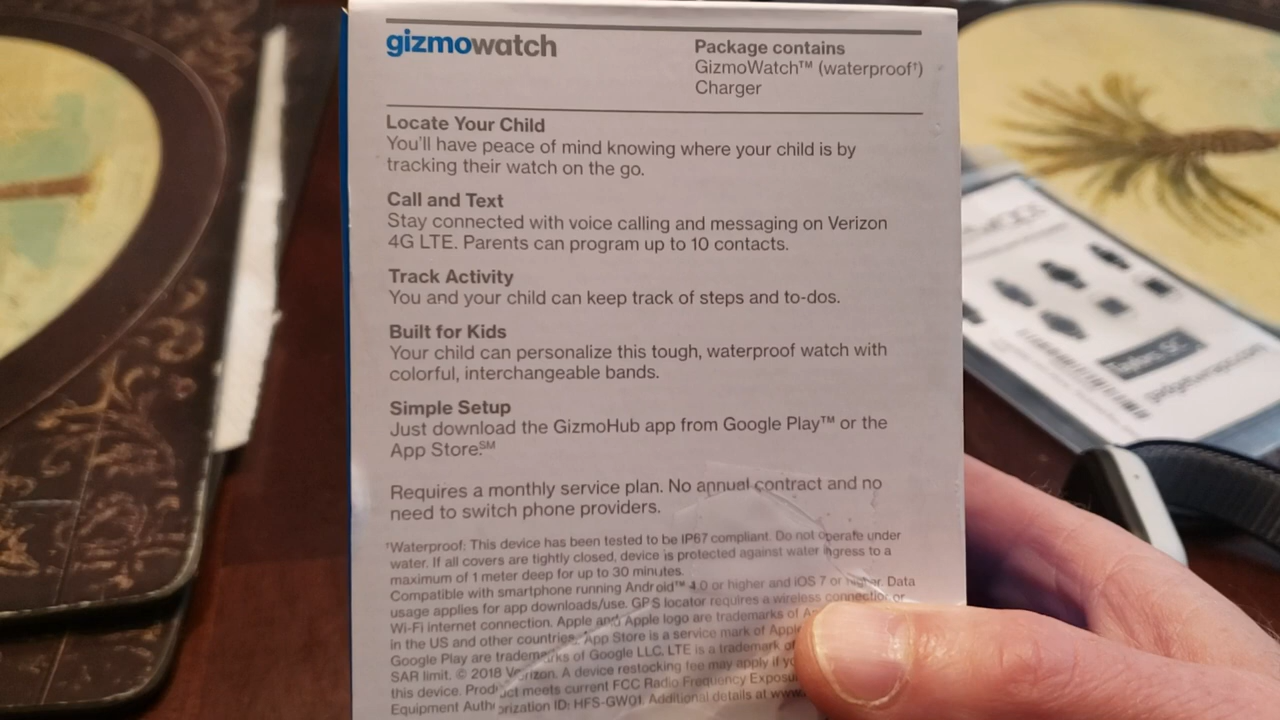 gizmowatch
Package contains
GizmoWatch™ (waterproof†)
Charger
Locate Your Child
You'll have peace of mind knowing where your child is by
tracking their watch on the go.
Call and Text
Stay connected with voice calling and messaging on Verizon
4G LTE. Parents can program up to 10 contacts.
Track Activity
You and your child can keep track of steps and to-dos.
Built for Kids
Your child can personalize this tough, waterproof watch with
colorful, interchangeable bands.
Simple Setup
Just download the GizmoHub app from Google Play™ or the
App Store.℠
Requires a monthly service plan. No annual contract and no
need to switch phone providers.
†Waterproof: This device has been tested to be IP67 compliant. Do not operate under
water. If all covers are tightly closed, device is protected against water ingress to a
maximum of 1 meter deep for up to 30 minutes.
Compatible with smartphone running Android™ 4.0 or higher and iOS 7 or higher. Data
usage applies for app downloads/use. GPS locator requires a wireless connection or
Wi-Fi internet connection. Apple and Apple logo are trademarks of
in the US and other countries. App Store is a service mark of Apple
Google Play are trademarks of Google LLC. LTE is a trademark of
SAR limit. © 2018 Verizon. A device restocking fee may apply if
this device. Product meets current FCC Radio Frequency
Equipment Authorization ID: HFS-GW01. Additional details at www.